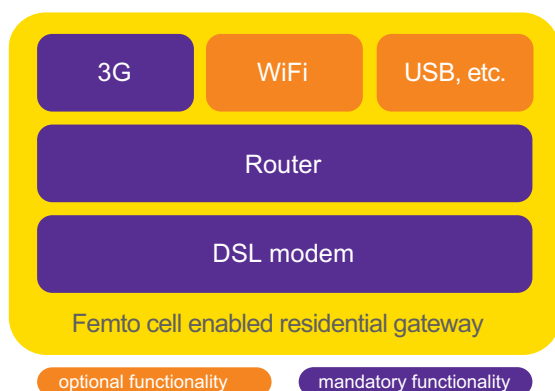 3G WiFi USB, etc.
Router
DSL modem
Femto cell enabled residential gateway
optional functionality mandatory functionality